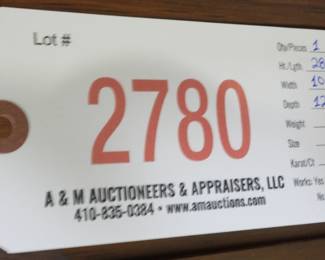 Lot #
2780
A & M AUCTIONEERS & APPRAISERS, LLC
410-835-0384 • www.amauctions.com
Qty/Pieces 1
Ht./Lgth 28
Width 10
Depth 12
Weight
Size
Karat/Ct
Works: Yes
No